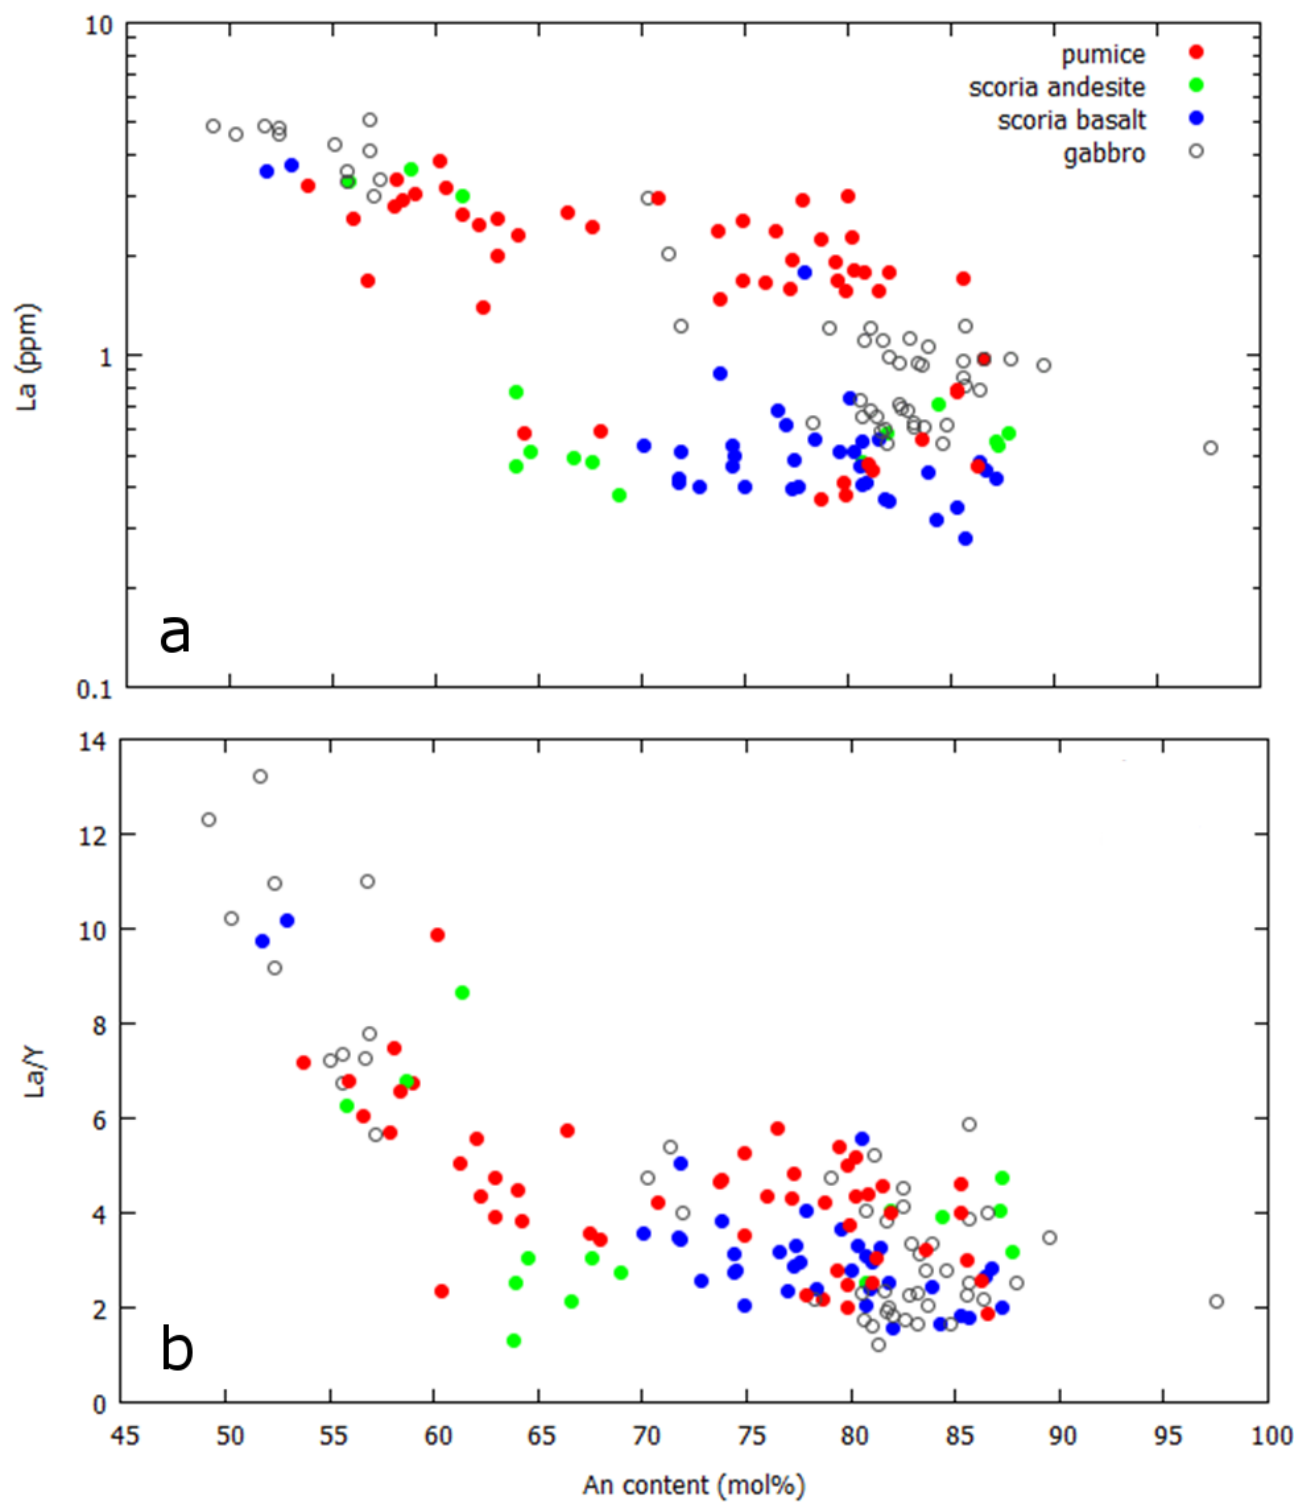 10
pumice
scoria andesite
scoria basalt
gabbro
La (ppm)
1
a
0.1
14
12
10
8
La/Y
6
4
2
b
0
45 50 55 60 65 70 75 80 85 90 95 100
An content (mol%)